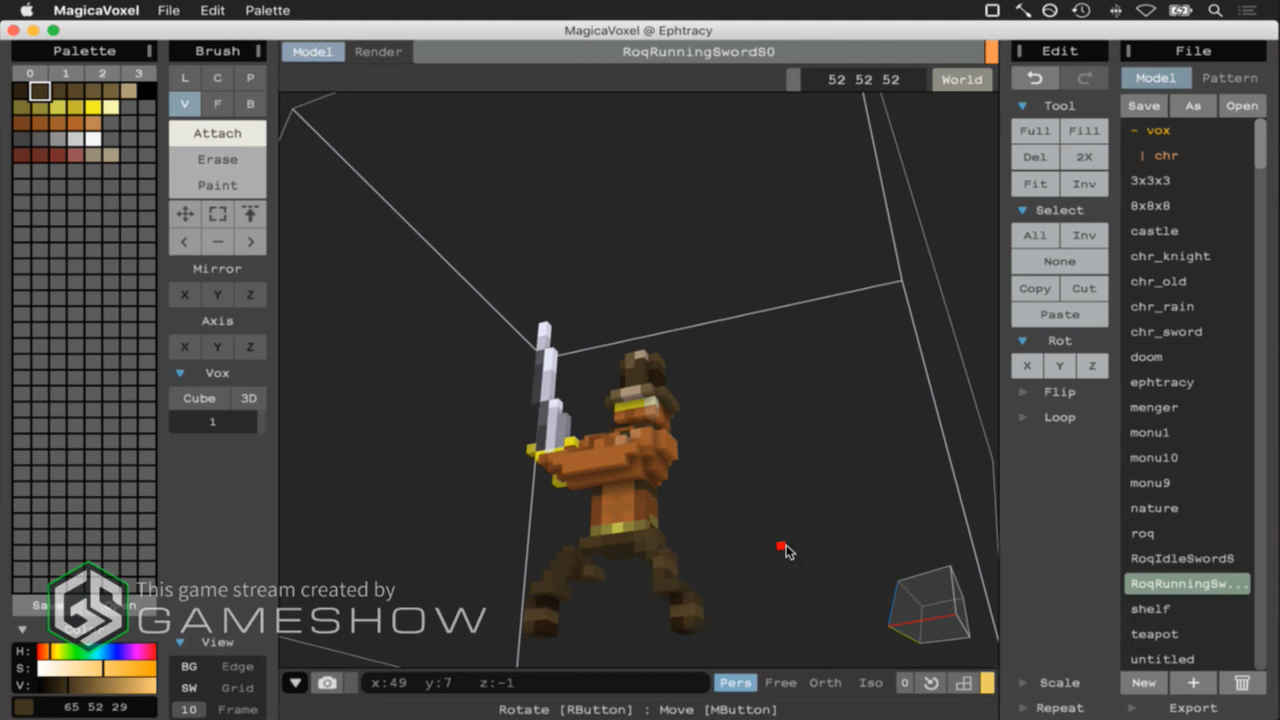 MagicaVoxel File Edit Palette
MagicaVoxel @ Ephtracy
Palette Brush Model Render RoqRunningSwordS0 Edit File
0 1 2 3 L C P 52 52 52 World Model Pattern
V F B Tool Save As Open
Attach Full Fill - vox
Erase Del 2X | chr
Paint Fit Inv 3x3x3
Select 8x8x8
< - > All Inv castle
Mirror None chr_knight
X Y Z Copy Cut chr_old
Axis Paste chr_rain
X Y Z Rot chr_sword
Vox X Y Z doom
Cube 3D Flip ephtracy
1 Loop menger
monu1
monu10
monu9
nature
roq
RoqIdleSwordS
RoqRunningSw...
shelf
teapot
untitled
GS This game stream created by
GAMESHOW
H: View
S: BG Edge
V: SW Grid x:49 y:7 z:-1 Pers Free Orth Iso 0 Scale New +
65 52 29 10 Frame Rotate [RButton] : Move [MButton] Repeat Export